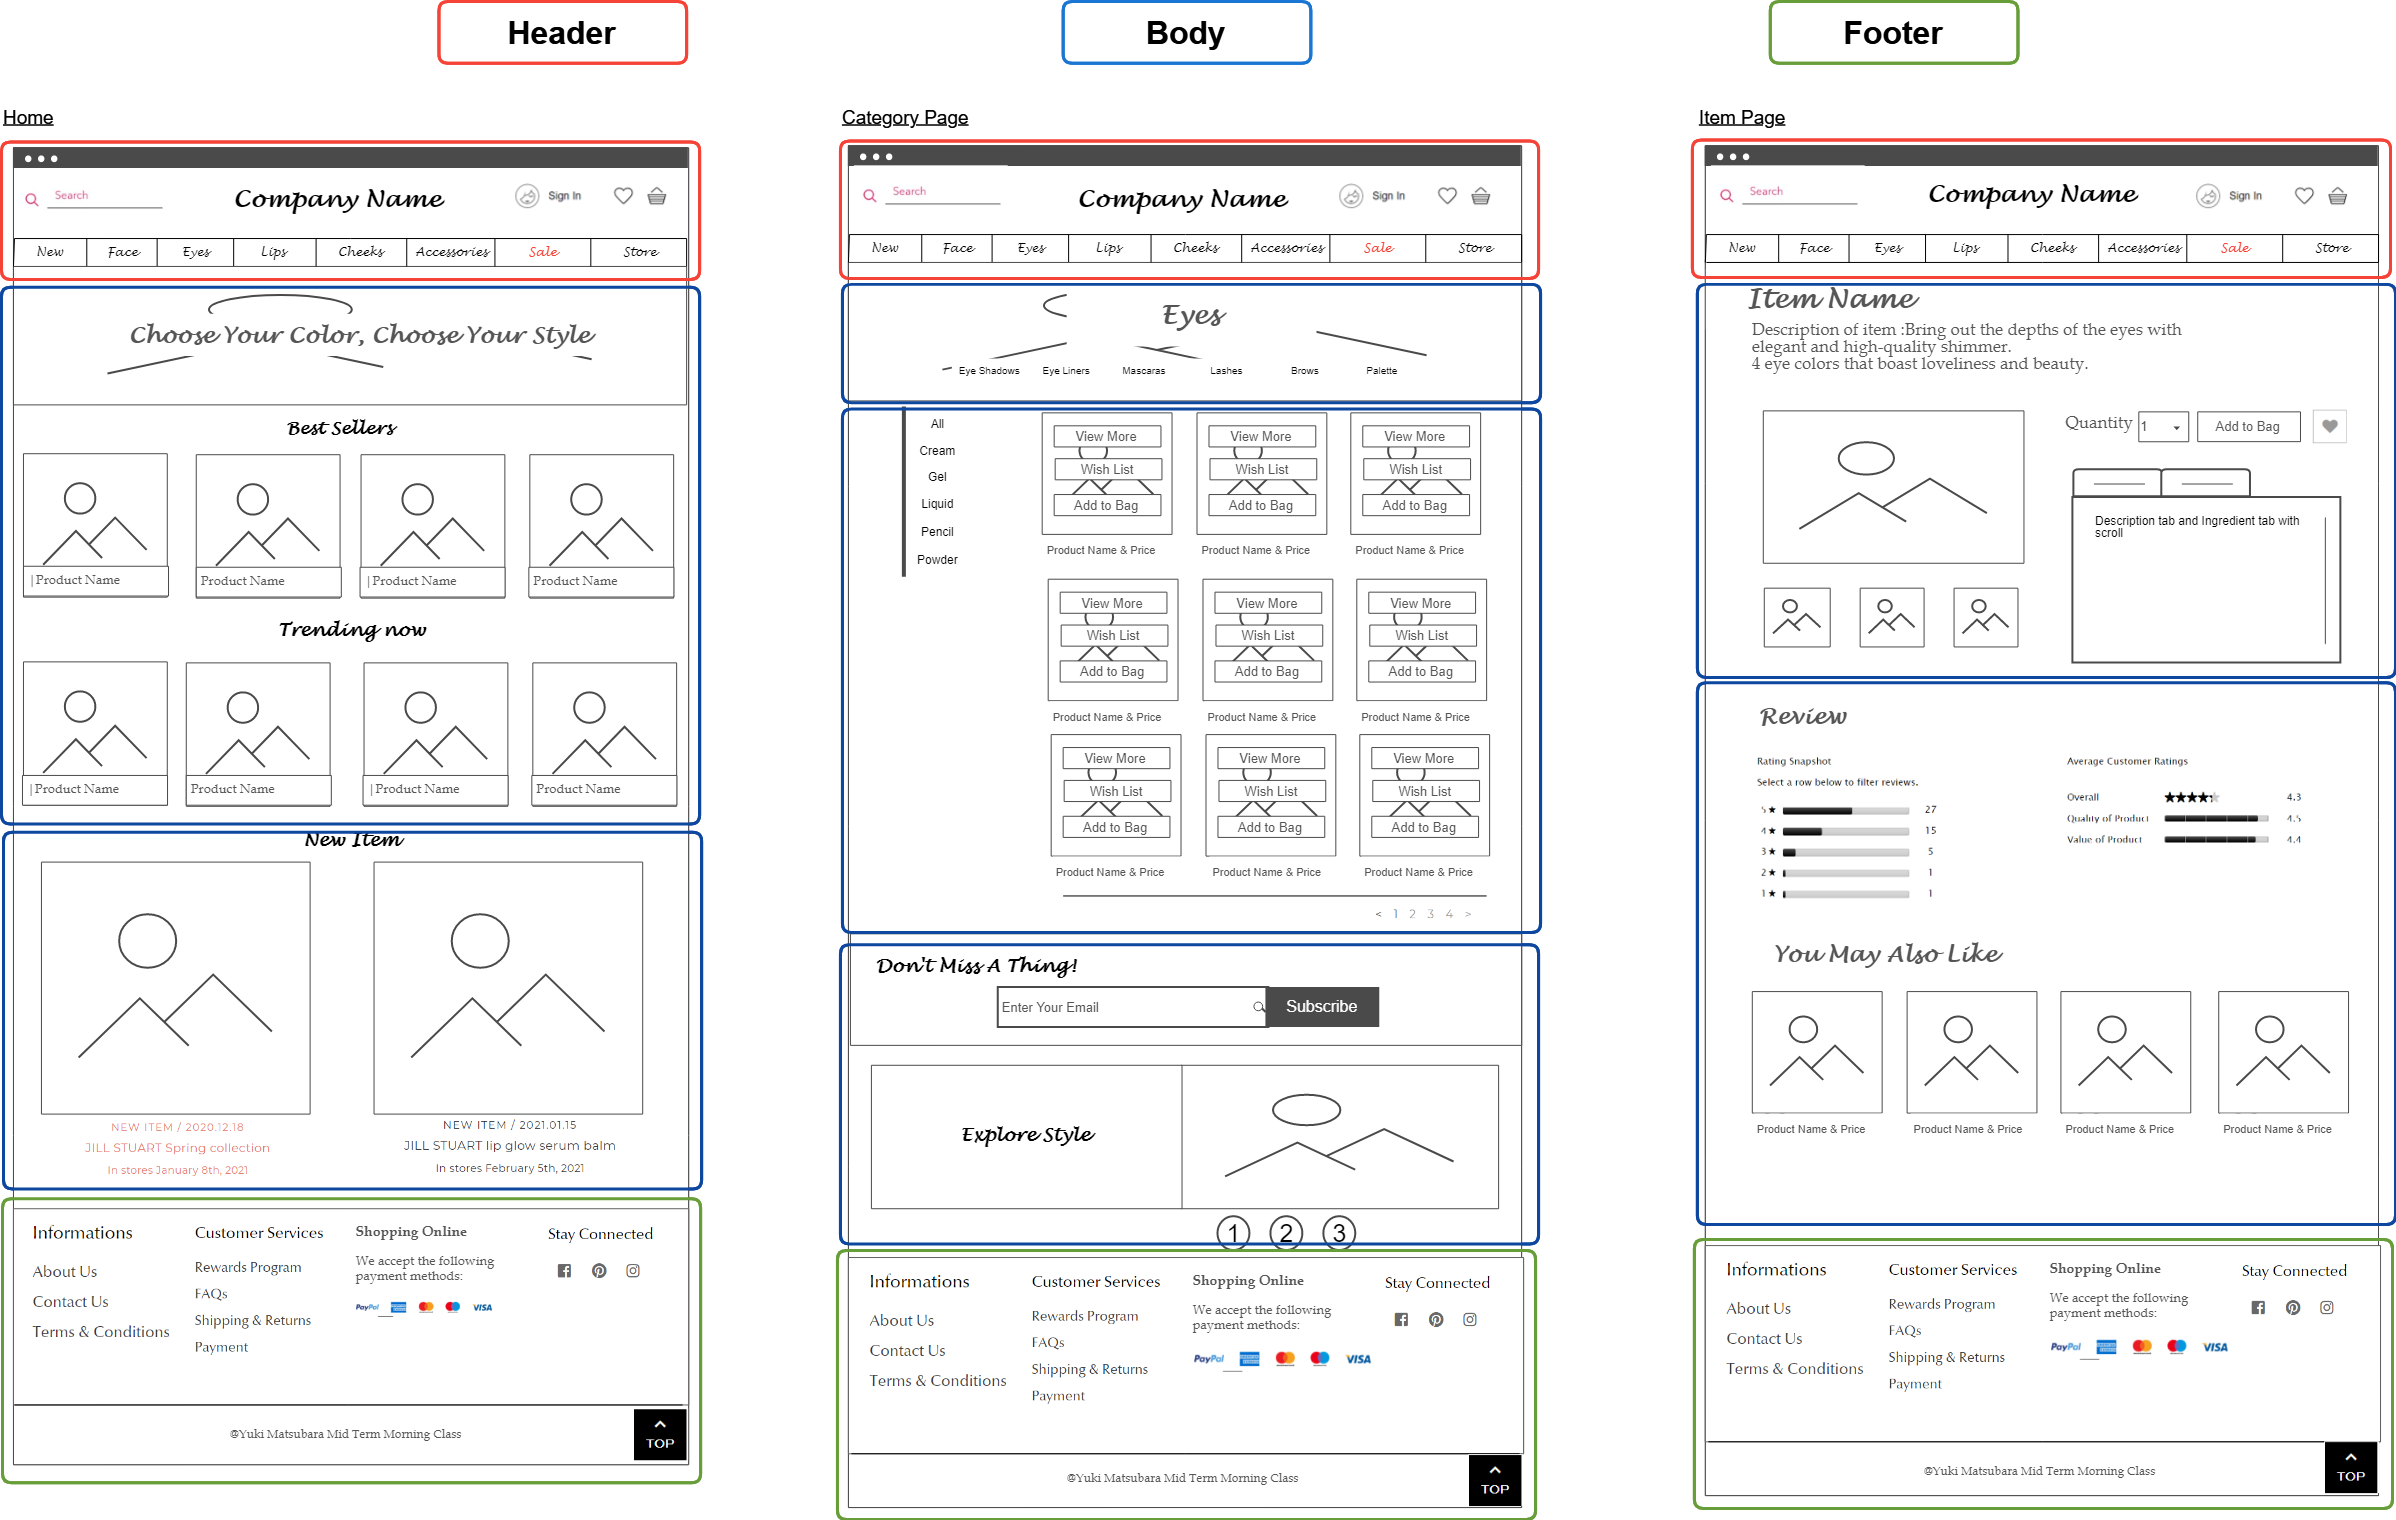 Header
Body
Footer
Home
Search
Company Name
Sign In
New Face Eyes Lips Cheeks Accessories Sale Store
Choose Your Color, Choose Your Style
Best Sellers
Product Name Product Name Product Name Product Name
Trending now
Product Name Product Name Product Name Product Name
New Item
NEW ITEM / 2020.12.18
JILL STUART Spring collection
In stores January 8th, 2021
NEW ITEM / 2021.01.15
JILL STUART lip glow serum balm
In stores February 5th, 2021
Informations
About Us
Contact Us
Terms & Conditions
Customer Services
Rewards Program
FAQs
Shipping & Returns
Payment
Shopping Online
We accept the following
payment methods:
PayPal VISA
Stay Connected
@Yuki Matsubara Mid Term Morning Class
TOP
Category Page
Search
Company Name
Sign In
New Face Eyes Lips Cheeks Accessories Sale Store
Eyes
Eye Shadows Eye Liners Mascaras Lashes Brows Palette
All
Cream
Gel
Liquid
Pencil
Powder
View More View More View More
Wish List Wish List Wish List
Add to Bag Add to Bag Add to Bag
Product Name & Price Product Name & Price Product Name & Price
View More View More View More
Wish List Wish List Wish List
Add to Bag Add to Bag Add to Bag
Product Name & Price Product Name & Price Product Name & Price
View More View More View More
Wish List Wish List Wish List
Add to Bag Add to Bag Add to Bag
Product Name & Price Product Name & Price Product Name & Price
< 1 2 3 4 >
Don't Miss A Thing!
Enter Your Email
Subscribe
Explore Style
1 2 3
Informations
About Us
Contact Us
Terms & Conditions
Customer Services
Rewards Program
FAQs
Shipping & Returns
Payment
Shopping Online
We accept the following
payment methods:
PayPal VISA
Stay Connected
@Yuki Matsubara Mid Term Morning Class
TOP
Item Page
Search
Company Name
Sign In
New Face Eyes Lips Cheeks Accessories Sale Store
Item Name
Description of item :Bring out the depths of the eyes with
elegant and high-quality shimmer.
4 eye colors that boast loveliness and beauty.
Quantity 1 Add to Bag
Description tab and Ingredient tab with
scroll
Review
Rating Snapshot
Select a row below to filter reviews.
5 ★ 27
4 ★ 15
3 ★ 5
2 ★ 1
1 ★ 1
Average Customer Ratings
Overall ★★★★★ 4.3
Quality of Product 4.5
Value of Product 4.4
You May Also Like
Product Name & Price Product Name & Price Product Name & Price Product Name & Price
Informations
About Us
Contact Us
Terms & Conditions
Customer Services
Rewards Program
FAQs
Shipping & Returns
Payment
Shopping Online
We accept the following
payment methods:
PayPal VISA
Stay Connected
@Yuki Matsubara Mid Term Morning Class
TOP